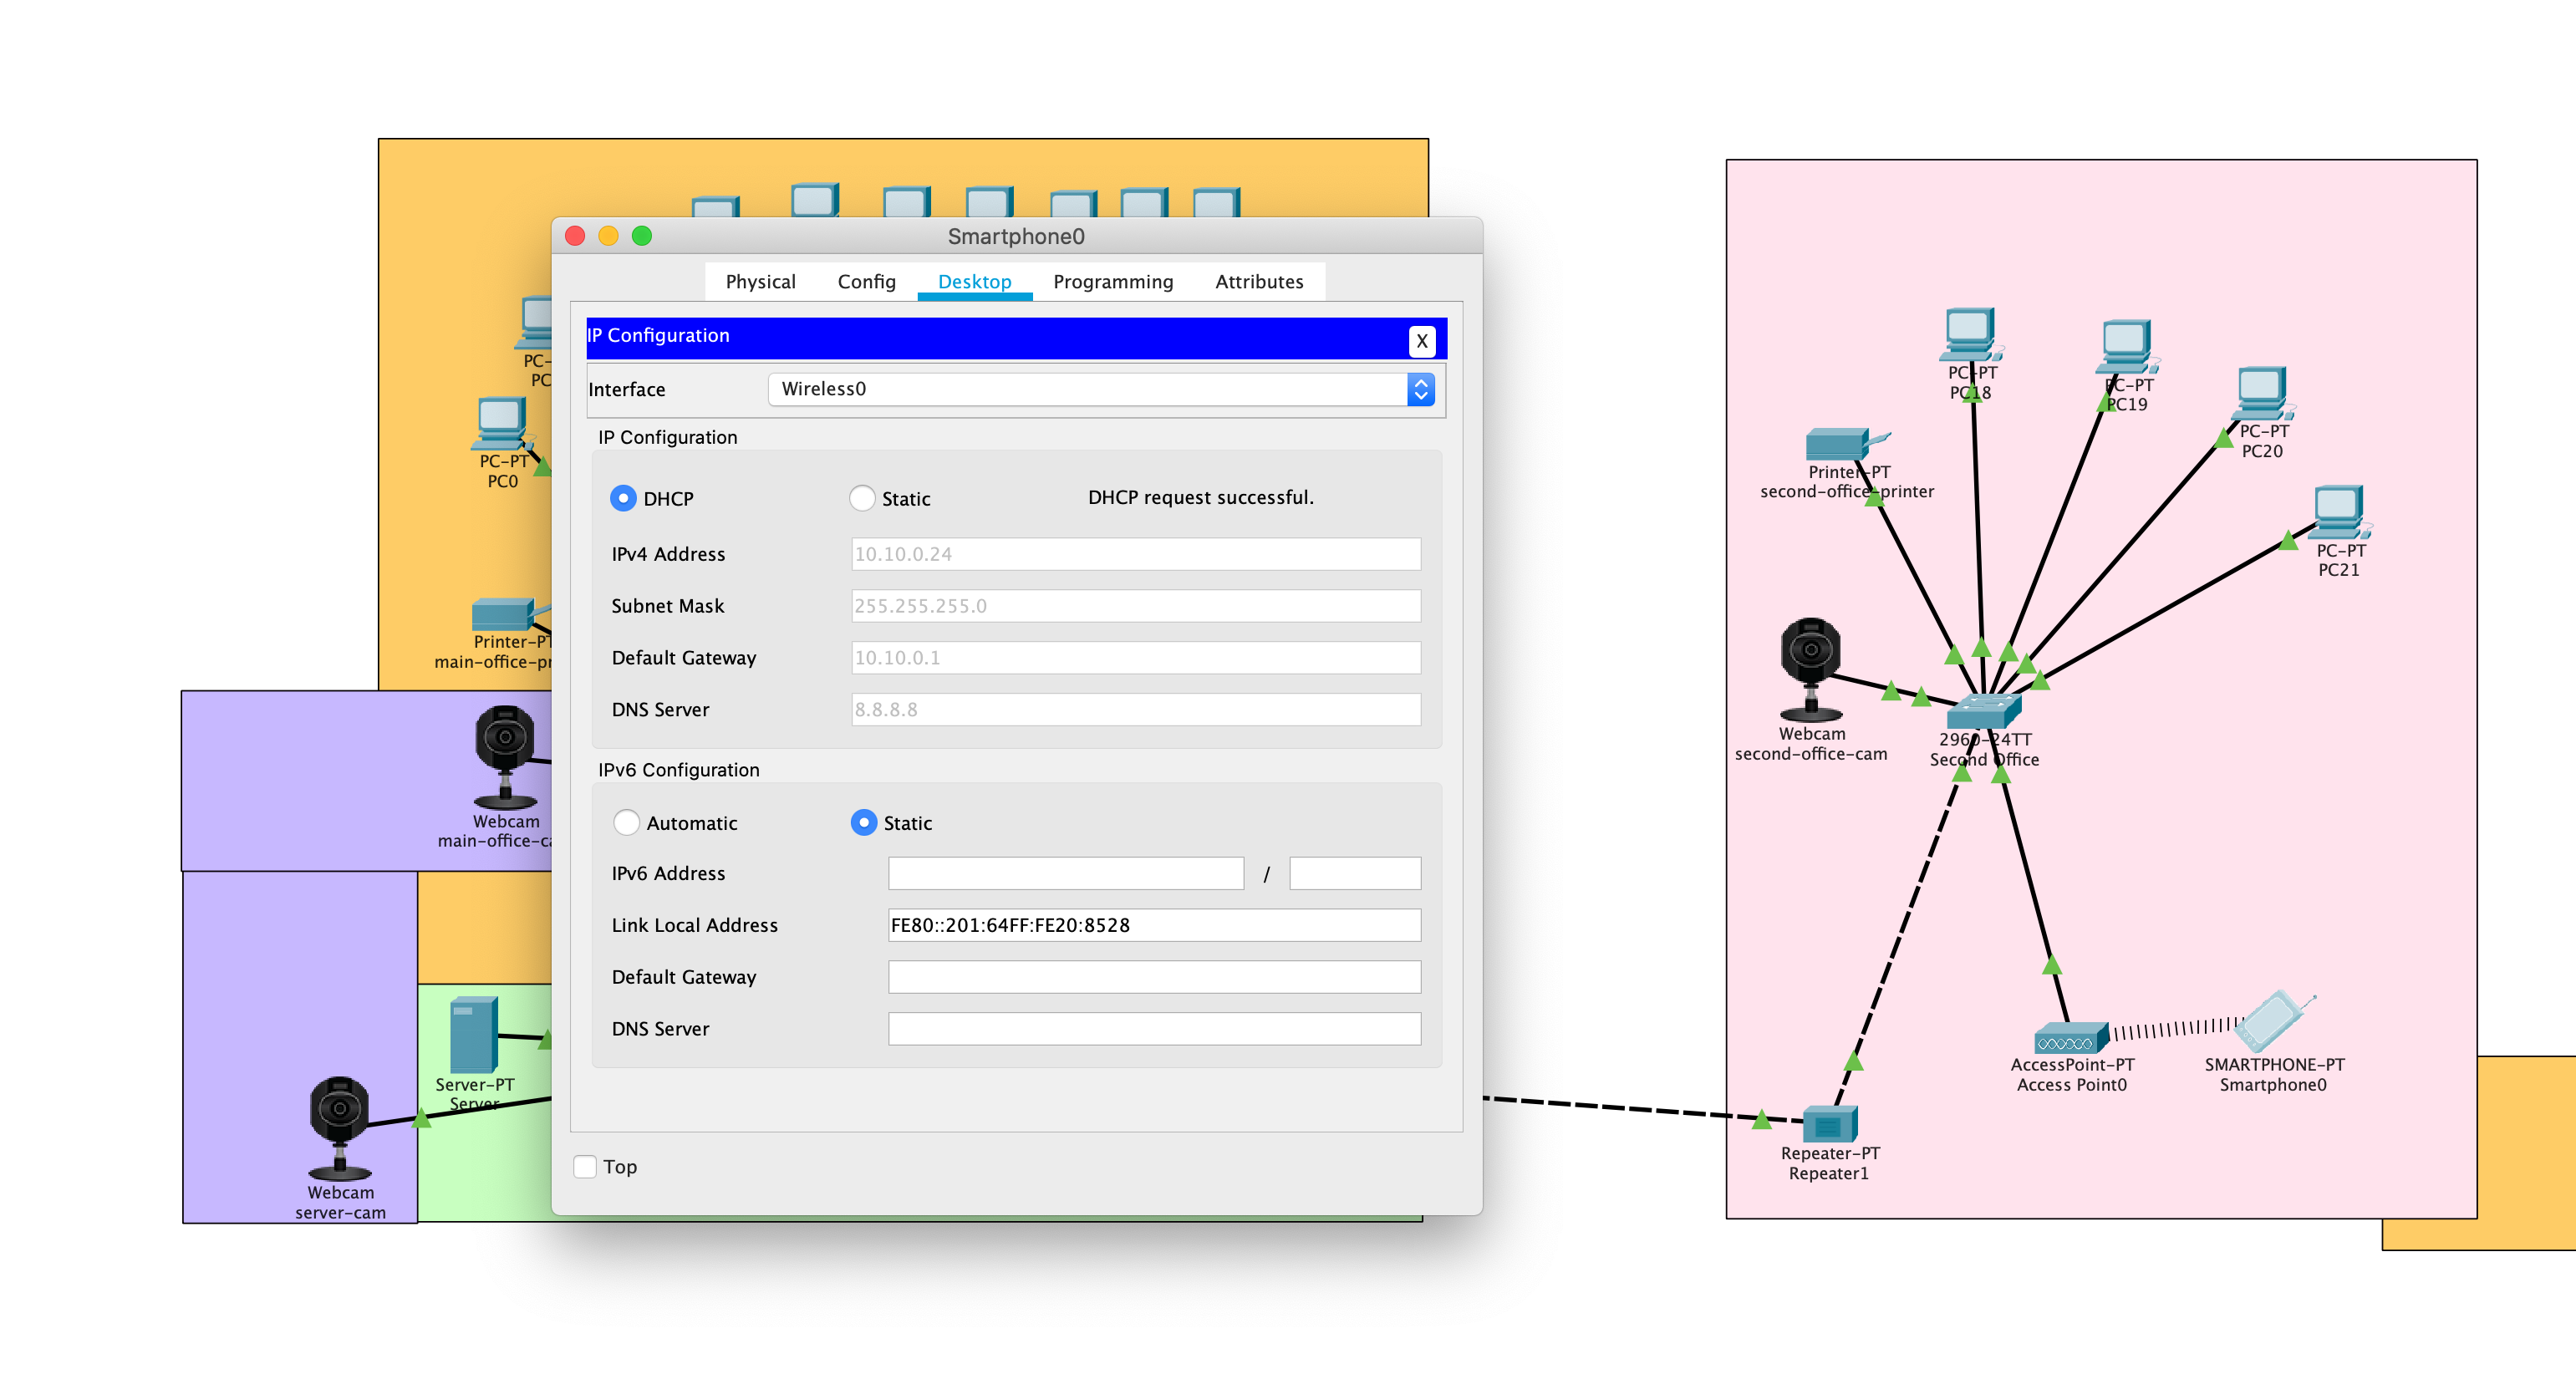 Smartphone0
Physical Config Desktop Programming Attributes
IP Configuration
X
Interface Wireless0
IP Configuration
DHCP Static DHCP request successful.
IPv4 Address 10.10.0.24
Subnet Mask 255.255.255.0
Default Gateway 10.10.0.1
DNS Server 8.8.8.8
IPv6 Configuration
Automatic Static
IPv6 Address /
Link Local Address FE80::201:64FF:FE20:8528
Default Gateway
DNS Server
Top
PC-
PC
PC-PT
PC0
Printer-PT
main-office-pr
Webcam
main-office-ca
Server-PT
Server
Webcam
server-cam
PC-PT
PC18
PC-PT
PC19
PC-PT
PC20
PC-PT
PC21
Printer-PT
second-office-printer
Webcam
second-office-cam
2960-24TT
Second Office
AccessPoint-PT
Access Point0
SMARTPHONE-PT
Smartphone0
Repeater-PT
Repeater1